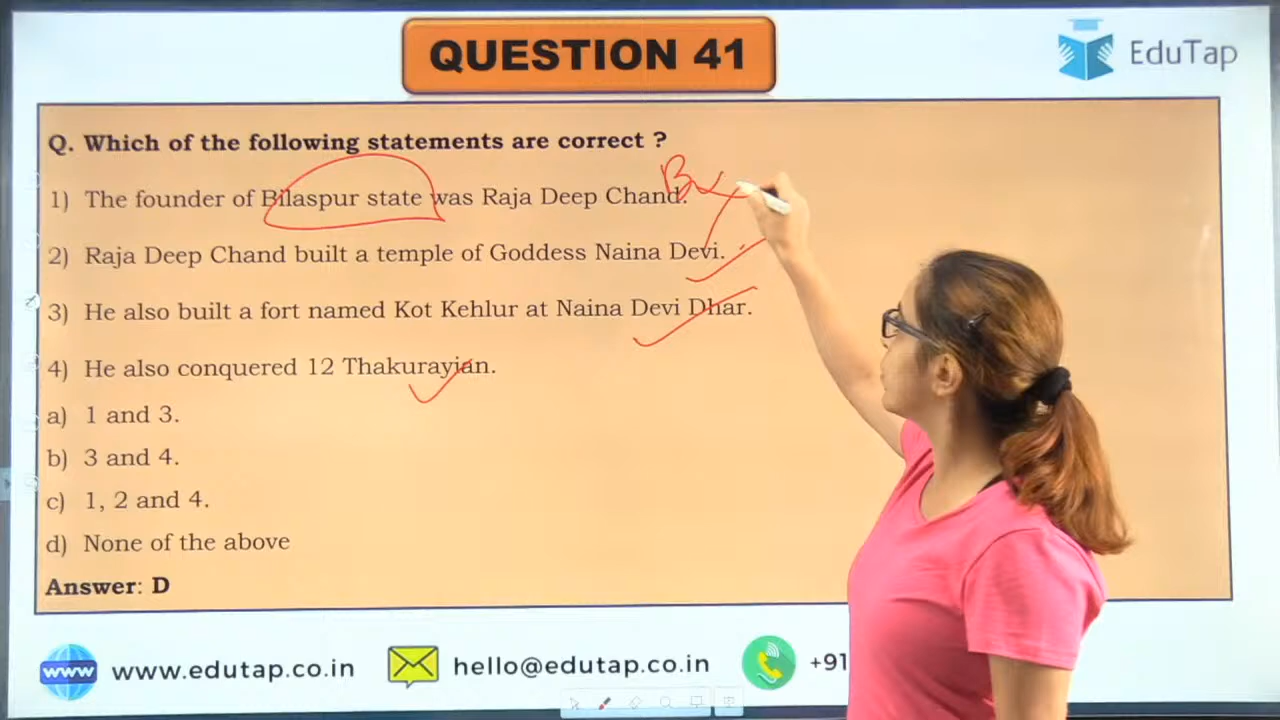 QUESTION 41
EduTap
Q. Which of the following statements are correct ?
1) The founder of Bilaspur state was Raja Deep Chand.
B
2) Raja Deep Chand built a temple of Goddess Naina Devi.
3) He also built a fort named Kot Kehlur at Naina Devi Dhar.
4) He also conquered 12 Thakurayian.
a) 1 and 3.
b) 3 and 4.
c) 1, 2 and 4.
d) None of the above
Answer: D
www www.edutap.co.in hello@edutap.co.in +91